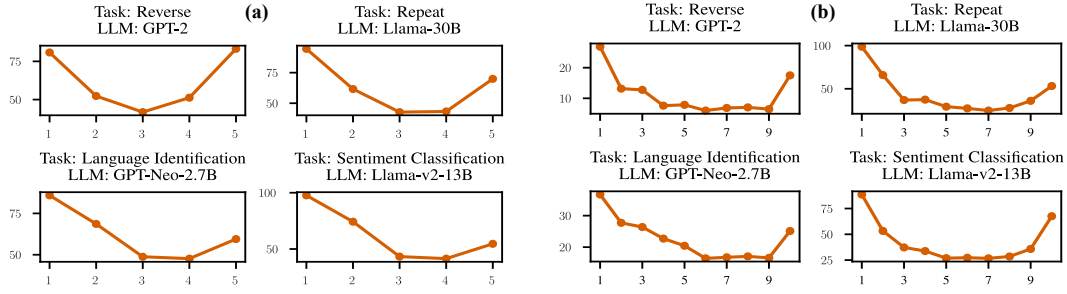 (a)
Task: Reverse
LLM: GPT-2
75
50
1 2 3 4 5
Task: Repeat
LLM: Llama-30B
75
50
1 2 3 4 5
Task: Language Identification
LLM: GPT-Neo-2.7B
75
50
1 2 3 4 5
Task: Sentiment Classification
LLM: Llama-v2-13B
100
75
50
1 2 3 4 5
(b)
Task: Reverse
LLM: GPT-2
20
10
1 3 5 7 9
Task: Repeat
LLM: Llama-30B
100
50
1 3 5 7 9
Task: Language Identification
LLM: GPT-Neo-2.7B
30
20
1 3 5 7 9
Task: Sentiment Classification
LLM: Llama-v2-13B
75
50
25
1 3 5 7 9